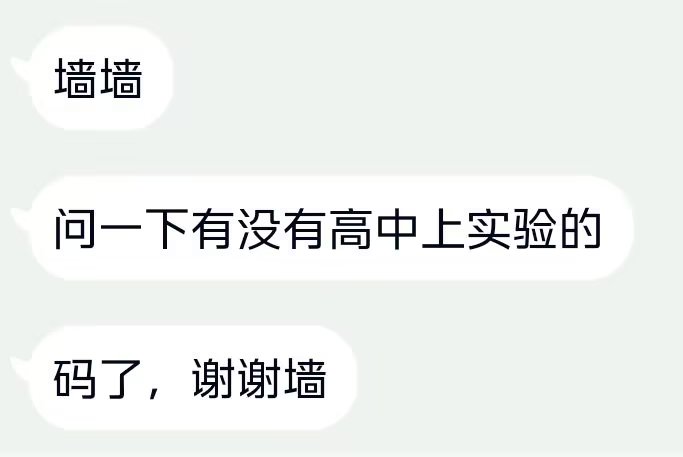 墙墙
问一下有没有高中上实验的
码了，谢谢墙